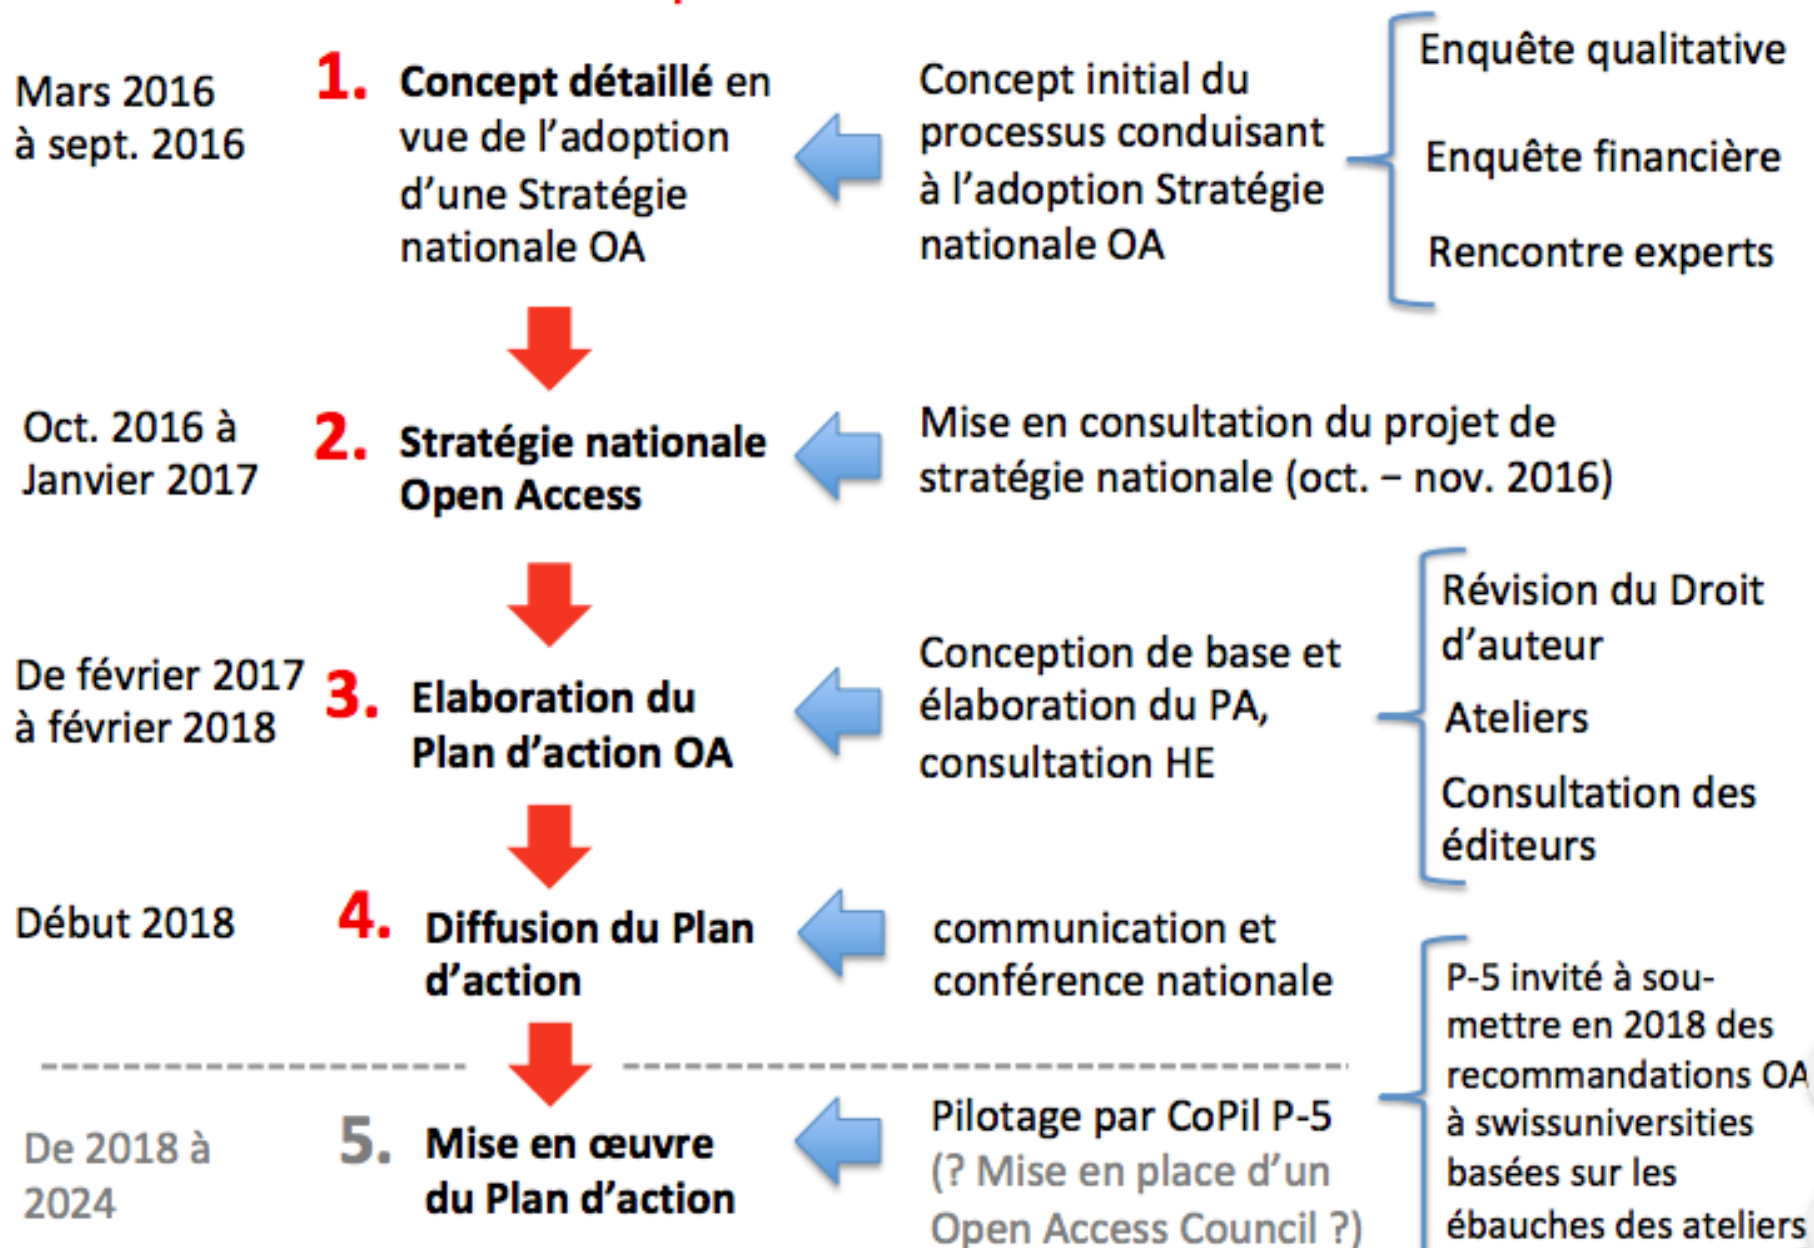 Mars 2016
à sept. 2016
1.
Concept détaillé en
vue de l’adoption
d’une Stratégie
nationale OA
Concept initial du
processus conduisant
à l’adoption Stratégie
nationale OA
Enquête qualitative
Enquête financière
Rencontre experts
Oct. 2016 à
Janvier 2017
2.
Stratégie nationale
Open Access
Mise en consultation du projet de
stratégie nationale (oct. – nov. 2016)
De février 2017
à février 2018
3.
Elaboration du
Plan d’action OA
Conception de base et
élaboration du PA,
consultation HE
Révision du Droit
d’auteur
Ateliers
Consultation des
éditeurs
Début 2018
4.
Diffusion du Plan
d’action
communication et
conférence nationale
De 2018 à
2024
5.
Mise en œuvre
du Plan d’action
Pilotage par CoPil P-5
(? Mise en place d’un
Open Access Council ?)
P-5 invité à sou-
mettre en 2018 des
recommandations OA
à swissuniversities
basées sur les
ébauches des ateliers